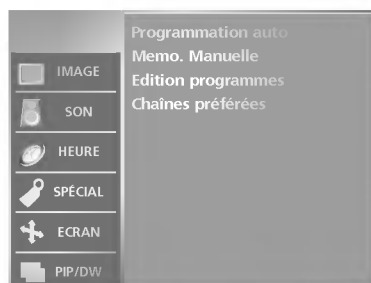 Programmation auto
Memo. Manuelle
Edition programmes
Chaînes préférées
IMAGE
SON
HEURE
SPÉCIAL
ECRAN
PIP/DW